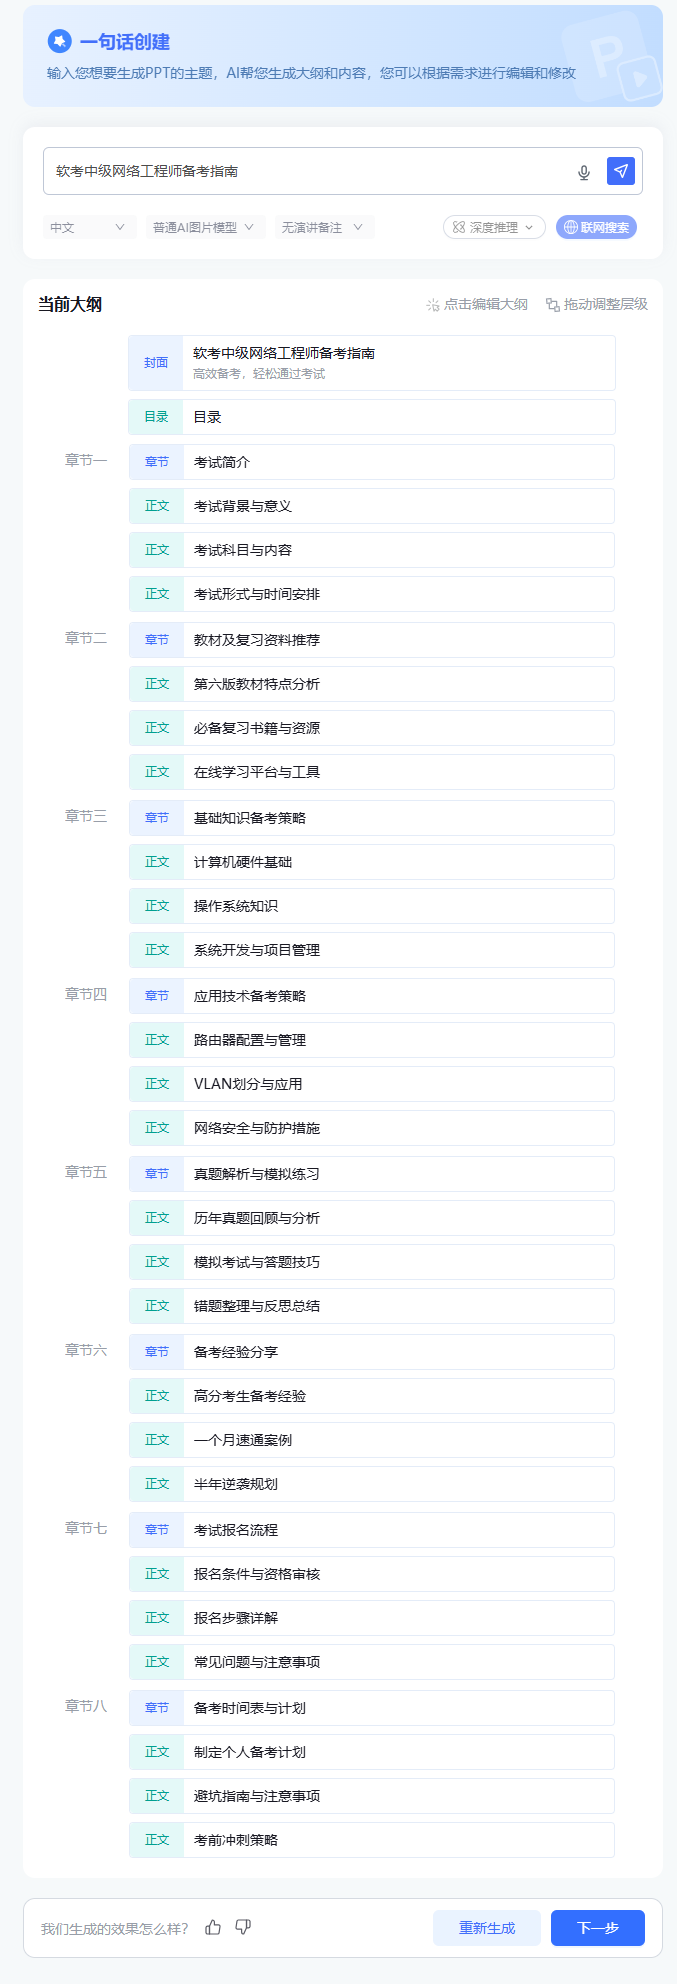 一句话创建
输入您想要生成PPT的主题，AI帮您生成大纲和内容，您可以根据需求进行编辑和修改
软考中级网络工程师备考指南
中文 普通AI图片模型 无演讲备注 深度推理 联网搜索
当前大纲 点击编辑大纲 拖动调整层级
封面 软考中级网络工程师备考指南
高效备考，轻松通过考试
目录 目录
章节一 章节 考试简介
正文 考试背景与意义
正文 考试科目与内容
正文 考试形式与时间安排
章节二 章节 教材及复习资料推荐
正文 第六版教材特点分析
正文 必备复习书籍与资源
正文 在线学习平台与工具
章节三 章节 基础知识备考策略
正文 计算机硬件基础
正文 操作系统知识
正文 系统开发与项目管理
章节四 章节 应用技术备考策略
正文 路由器配置与管理
正文 VLAN划分与应用
正文 网络安全与防护措施
章节五 章节 真题解析与模拟练习
正文 历年真题回顾与分析
正文 模拟考试与答题技巧
正文 错题整理与反思总结
章节六 章节 备考经验分享
正文 高分考生备考经验
正文 一个月速通案例
正文 半年逆袭规划
章节七 章节 考试报名流程
正文 报名条件与资格审核
正文 报名步骤详解
正文 常见问题与注意事项
章节八 章节 备考时间表与计划
正文 制定个人备考计划
正文 避坑指南与注意事项
正文 考前冲刺策略
我们生成的效果怎么样？ 重新生成 下一步